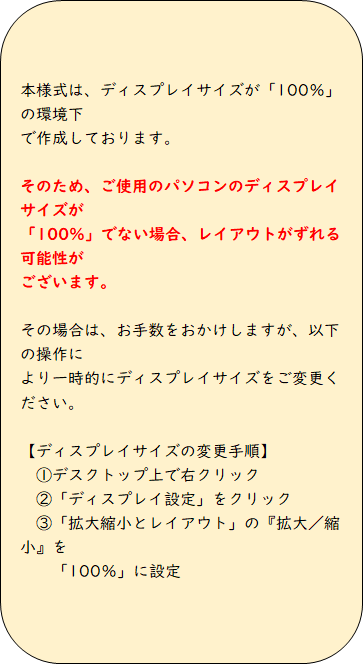 本様式は、ディスプレイサイズが「100%」
の環境下
で作成しております。
そのため、ご使用のパソコンのディスプレイ
サイズが
「100%」でない場合、レイアウトがずれる
可能性が
ございます。
その場合は、お手数をおかけしますが、以下
の操作に
より一時的にディスプレイサイズをご変更く
ださい。
【ディスプレイサイズの変更手順】
①デスクトップ上で右クリック
②「ディスプレイ設定」をクリック
③「拡大縮小とレイアウト」の『拡大／縮
小』を
「100%」に設定